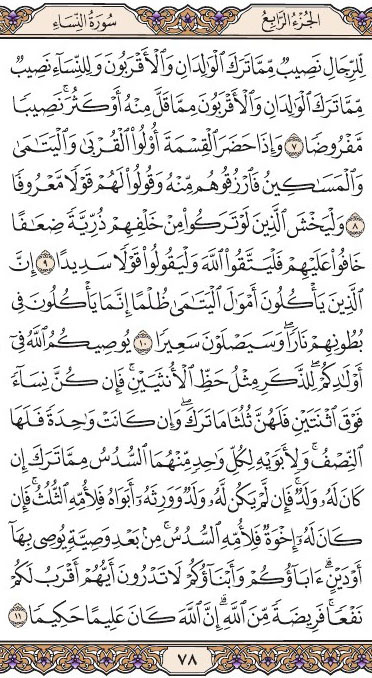 الجزء الرابع
سورة النساء
لِّلرِّجَالِ نَصِيبٌ مِّمَّا تَرَكَ ٱلْوَٰلِدَانِ وَٱلْأَقْرَبُونَ وَلِلنِّسَآءِ نَصِيبٌ
مِّمَّا تَرَكَ ٱلْوَٰلِدَانِ وَٱلْأَقْرَبُونَ مِمَّا قَلَّ مِنْهُ أَوْ كَثُرَ ۚ نَصِيبًا
مَّفْرُوضًا ٧ وَإِذَا حَضَرَ ٱلْقِسْمَةَ أُو۟لُوا۟ ٱلْقُرْبَىٰ وَٱلْيَتَٰمَىٰ
وَٱلْمَسَٰكِينُ فَٱرْزُقُوهُم مِّنْهُ وَقُولُوا۟ لَهُمْ قَوْلًا مَّعْرُوفًا
٨ وَلْيَخْشَ ٱلَّذِينَ لَوْ تَرَكُوا۟ مِنْ خَلْفِهِمْ ذُرِّيَّةً ضِعَٰفًا
خَافُوا۟ عَلَيْهِمْ فَلْيَتَّقُوا۟ ٱللَّهَ وَلْيَقُولُوا۟ قَوْلًا سَدِيدًا ٩ إِنَّ
ٱلَّذِينَ يَأْكُلُونَ أَمْوَٰلَ ٱلْيَتَٰمَىٰ ظُلْمًا إِنَّمَا يَأْكُلُونَ فِى
بُطُونِهِمْ نَارًا ۖ وَسَيَصْلَوْنَ سَعِيرًا ١٠ يُوصِيكُمُ ٱللَّهُ فِىٓ
أَوْلَٰدِكُمْ ۖ لِلذَّكَرِ مِثْلُ حَظِّ ٱلْأُنثَيَيْنِ ۚ فَإِن كُنَّ نِسَآءً
فَوْقَ ٱثْنَتَيْنِ فَلَهُنَّ ثُلُثَا مَا تَرَكَ ۖ وَإِن كَانَتْ وَٰحِدَةً فَلَهَا
ٱلنِّصْفُ ۚ وَلِأَبَوَيْهِ لِكُلِّ وَٰحِدٍ مِّنْهُمَا ٱلسُّدُسُ مِمَّا تَرَكَ إِن
كَانَ لَهُۥ وَلَدٌ ۚ فَإِن لَّمْ يَكُن لَّهُۥ وَلَدٌ وَوَرِثَهُۥٓ أَبَوَاهُ فَلِأُمِّهِ ٱلثُّلُثُ ۚ فَإِن
كَانَ لَهُۥٓ إِخْوَةٌ فَلِأُمِّهِ ٱلسُّدُسُ ۚ مِنۢ بَعْدِ وَصِيَّةٍ يُوصِى بِهَآ
أَوْ دَيْنٍ ۗ ءَابَآؤُكُمْ وَأَبْنَآؤُكُمْ لَا تَدْرُونَ أَيُّهُمْ أَقْرَبُ لَكُمْ
نَفْعًا ۚ فَرِيضَةً مِّنَ ٱللَّهِ ۗ إِنَّ ٱللَّهَ كَانَ عَلِيمًا حَكِيمًا ١١
٧٨